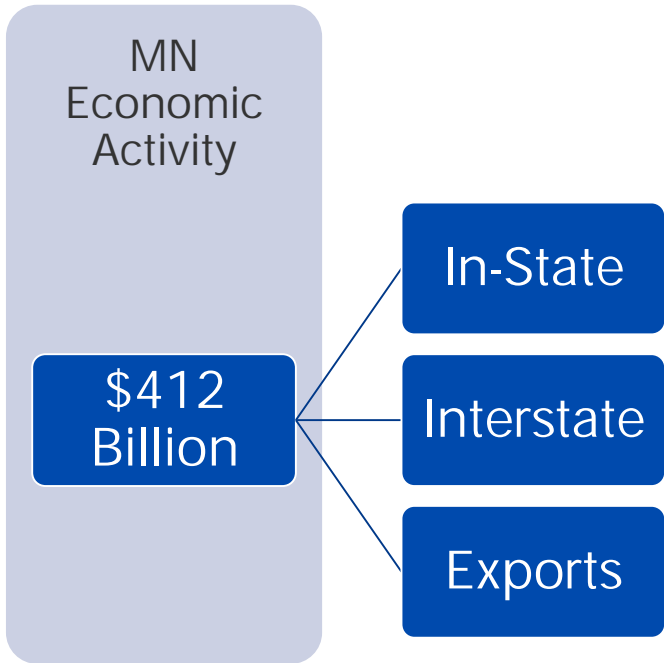 MN
Economic
Activity
$412
Billion
In-State
Interstate
Exports